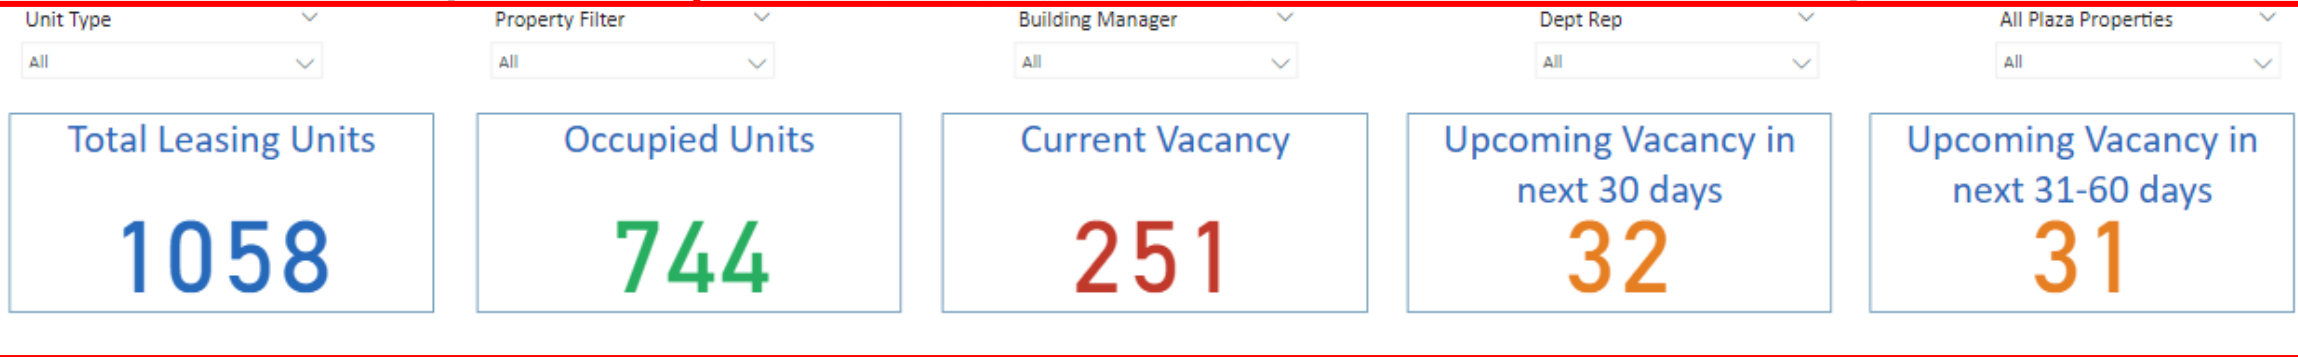 Unit Type
Property Filter
Building Manager
Dept Rep
All Plaza Properties
All
All
All
All
All
Total Leasing Units
1058
Occupied Units
744
Current Vacancy
251
Upcoming Vacancy in
next 30 days
32
Upcoming Vacancy in
next 31-60 days
31